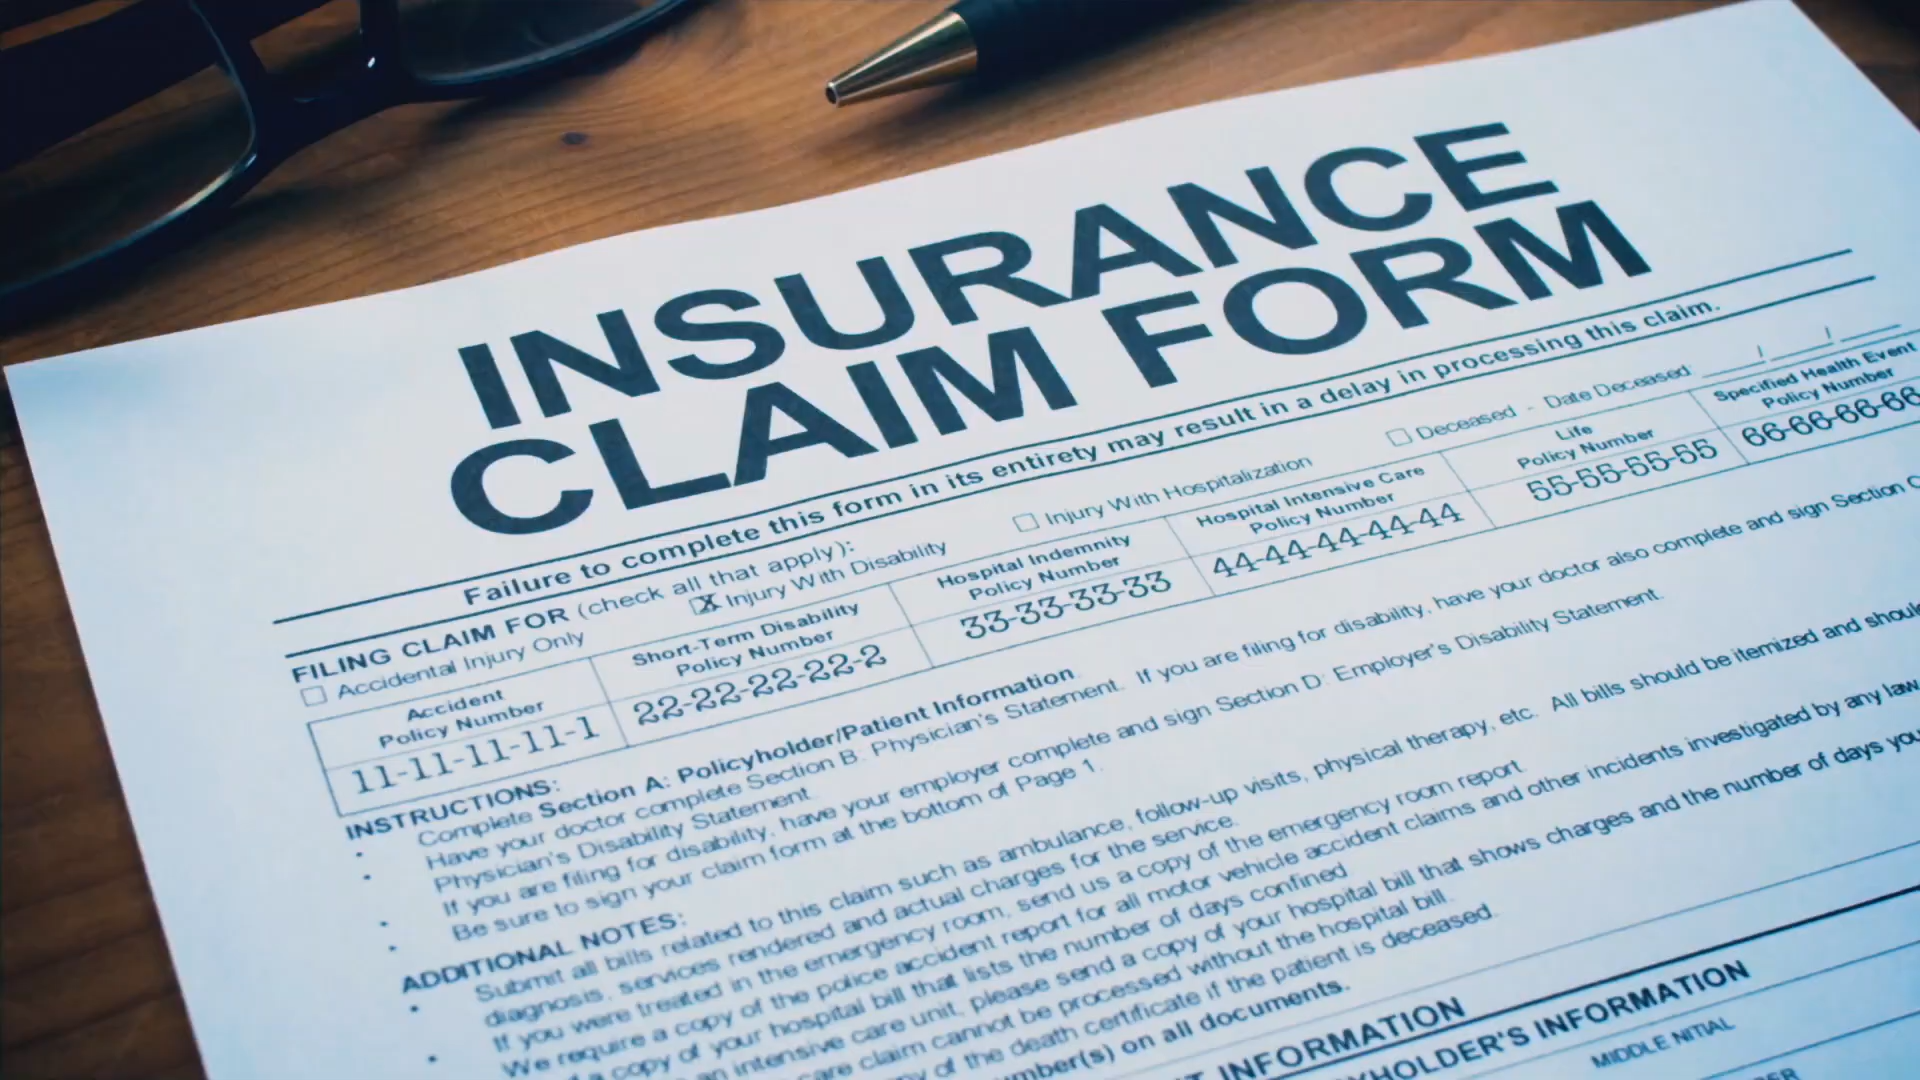 INSURANCE
CLAIM FORM
Failure to complete this form in its entirety may result in a delay in processing this claim.
FILING CLAIM FOR (check all that apply):
☐ Accidental Injury Only ☒ Injury With Disability ☐ Injury With Hospitalization ☐ Deceased - Date Deceased: ___/___/___
Accident Policy Number
11-11-11-11-1
Short-Term Disability Policy Number
22-22-22-22-2
Hospital Indemnity Policy Number
33-33-33-33
Hospital Intensive Care Policy Number
44-44-44-44-44
Life Policy Number
55-55-55-55
Specified Health Event Policy Number
66-66-66-66
INSTRUCTIONS:
• Complete Section A: Policyholder/Patient Information
• Have your doctor complete Section B: Physician's Statement. If you are filing for disability, have your doctor also complete and sign Section C
Physician's Disability Statement
• If you are filing for disability, have your employer complete and sign Section D: Employer's Disability Statement.
• Be sure to sign your claim form at the bottom of Page 1.
ADDITIONAL NOTES:
• Submit all bills related to this claim such as ambulance, follow-up visits, physical therapy, etc. All bills should be itemized and should
diagnosis, services rendered and actual charges for the service.
• If you were treated in the emergency room, send us a copy of the emergency room report.
We require a copy of the police accident report for all motor vehicle accident claims and other incidents investigated by any law
a copy of your hospital bill that lists the number of days confined
an intensive care unit, please send a copy of your hospital bill that shows charges and the number of days you
care claim cannot be processed without the hospital bill.
of the death certificate if the patient is deceased.
number(s) on all documents.
INFORMATION
HOLDER'S INFORMATION
MIDDLE NITIAL